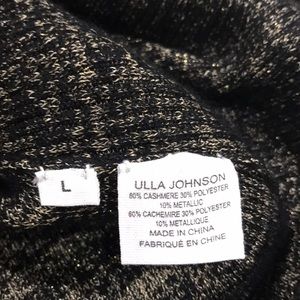 L
ULLA JOHNSON
60% CASHMERE 30% POLYESTER
10% METALLIC
60% CACHEMIRE 30% POLYESTER
10% METALLIQUE
MADE IN CHINA
FABRIQUÉ EN CHINE